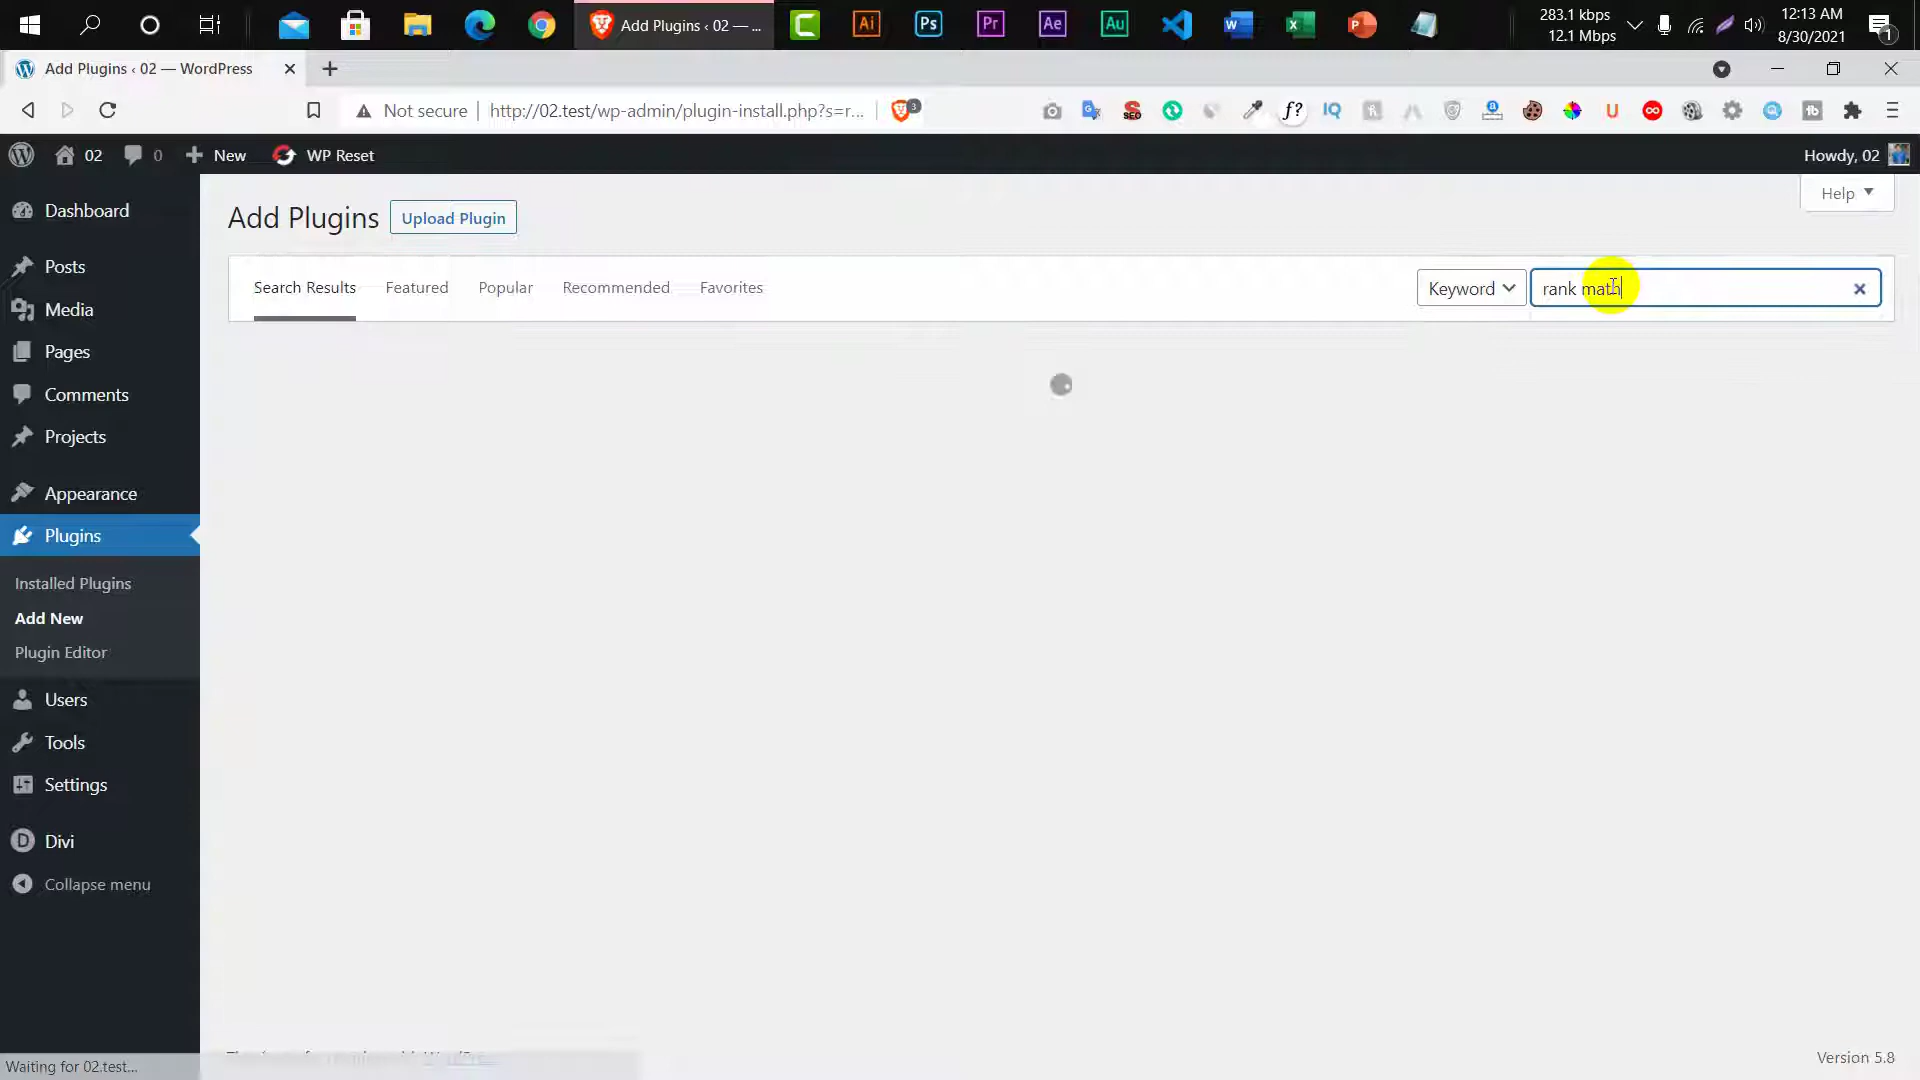 Add Plugins ‹ 02 — ...
283.1 kbps
12.1 Mbps
12:13 AM
8/30/2021
1
Add Plugins ‹ 02 — WordPress
Not secure
http://02.test/wp-admin/plugin-install.php?s=r...
3
02
0
New
WP Reset
Howdy, 02
Help
Dashboard
Posts
Media
Pages
Comments
Projects
Appearance
Plugins
Installed Plugins
Add New
Plugin Editor
Users
Tools
Settings
Divi
Collapse menu
Add Plugins
Upload Plugin
Search Results
Featured
Popular
Recommended
Favorites
Keyword
rank math
Version 5.8
Waiting for 02.test...